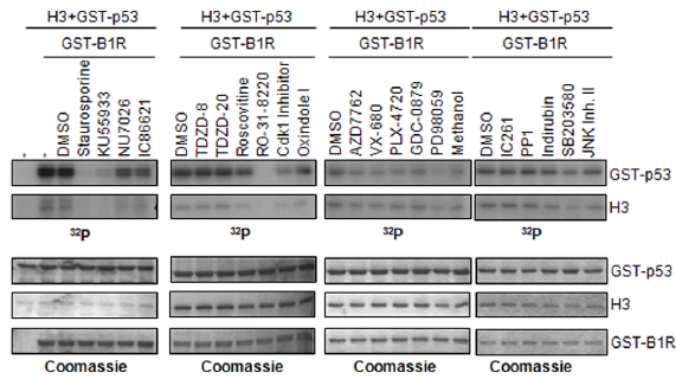 H3+GST-p53 H3+GST-p53 H3+GST-p53 H3+GST-p53
GST-B1R GST-B1R GST-B1R GST-B1R
- - DMSO Staurosporine KU55933 NU7026 IC86621 DMSO TDZD-8 TDZD-20 Roscovitine RO-31-8220 Cdk1 Inhibitor Oxindole I DMSO AZD7762 VX-680 PLX-4720 GDC-0879 PD98059 Methanol DMSO IC261 PP1 Indirubin SB203580 JNK Inh. II
GST-p53
H3
32P 32P 32P 32P
GST-p53
H3
GST-B1R
Coomassie Coomassie Coomassie Coomassie